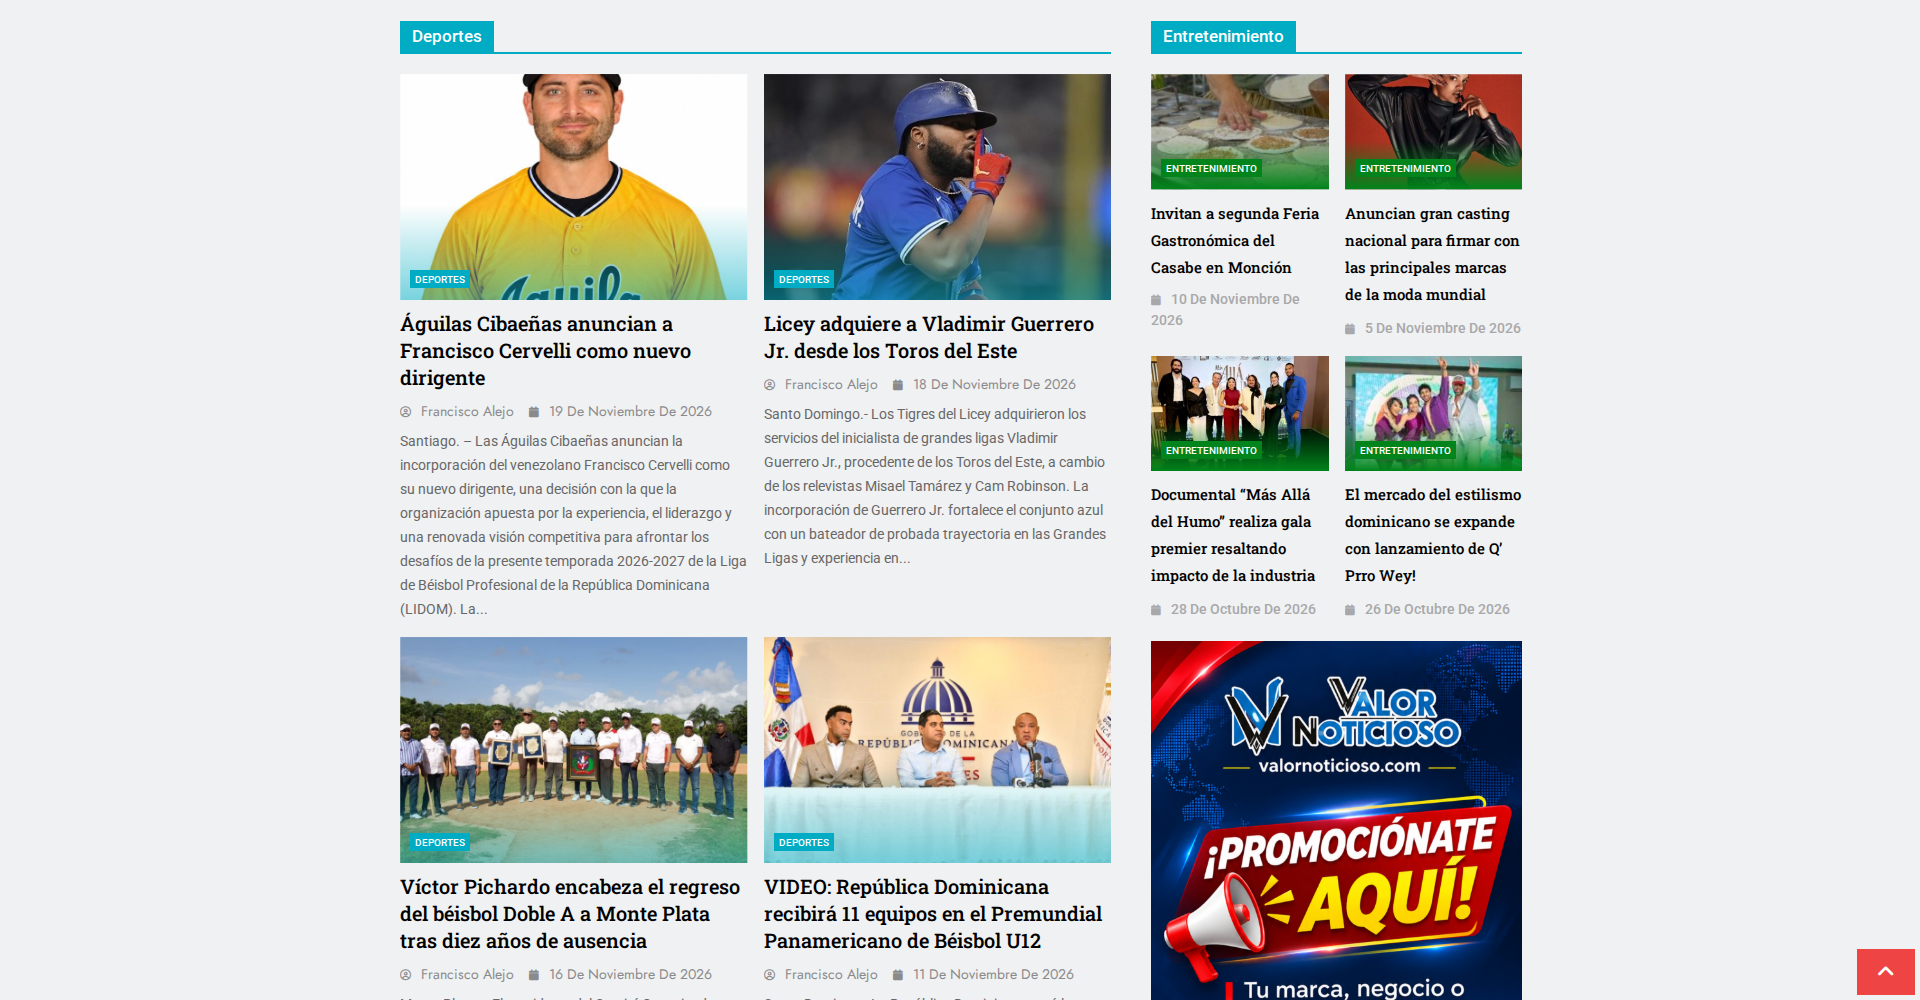 Deportes
Aguila
DEPORTES
Águilas Cibaeñas anuncian a
Francisco Cervelli como nuevo
dirigente
Francisco Alejo 19 De Noviembre De 2026
Santiago. – Las Águilas Cibaeñas anuncian la
incorporación del venezolano Francisco Cervelli como
su nuevo dirigente, una decisión con la que la
organización apuesta por la experiencia, el liderazgo y
una renovada visión competitiva para afrontar los
desafíos de la presente temporada 2026-2027 de la Liga
de Béisbol Profesional de la República Dominicana
(LIDOM). La...
DEPORTES
Licey adquiere a Vladimir Guerrero
Jr. desde los Toros del Este
Francisco Alejo 18 De Noviembre De 2026
Santo Domingo.- Los Tigres del Licey adquirieron los
servicios del inicialista de grandes ligas Vladimir
Guerrero Jr., procedente de los Toros del Este, a cambio
de los relevistas Misael Tamárez y Cam Robinson. La
incorporación de Guerrero Jr. fortalece el conjunto azul
con un bateador de probada trayectoria en las Grandes
Ligas y experiencia en...
DEPORTES
Víctor Pichardo encabeza el regreso
del béisbol Doble A a Monte Plata
tras diez años de ausencia
Francisco Alejo 16 De Noviembre De 2026
REPÚBLICA DOMINICANA
DEPORTES
VIDEO: República Dominicana
recibirá 11 equipos en el Premundial
Panamericano de Béisbol U12
Francisco Alejo 11 De Noviembre De 2026
Entretenimiento
ENTRETENIMIENTO
Invitan a segunda Feria
Gastronómica del
Casabe en Monción
10 De Noviembre De
2026
ENTRETENIMIENTO
Anuncian gran casting
nacional para firmar con
las principales marcas
de la moda mundial
5 De Noviembre De 2026
ENTRETENIMIENTO
Documental “Más Allá
del Humo” realiza gala
premier resaltando
impacto de la industria
28 De Octubre De 2026
ENTRETENIMIENTO
El mercado del estilismo
dominicano se expande
con lanzamiento de Q’
Prro Wey!
26 De Octubre De 2026
VALOR
NOTICIOSO
valornoticioso.com
¡PROMOCIÓNATE
AQUÍ!
Tu marca, negocio o